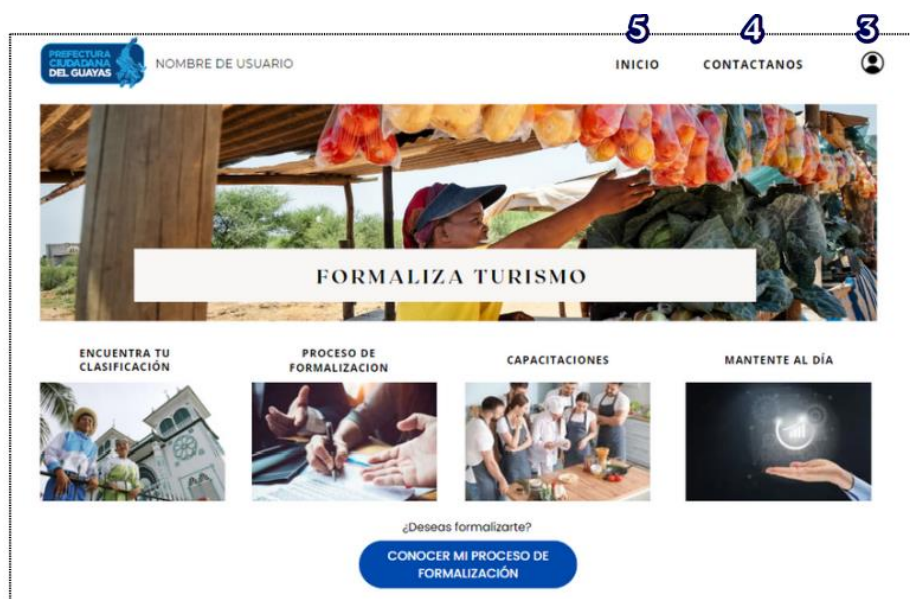 5 4 3
PREFECTURA
CIUDADANA
DEL GUAYAS
NOMBRE DE USUARIO
INICIO
CONTACTANOS
FORMALIZA TURISMO
ENCUENTRA TU
CLASIFICACIÓN
PROCESO DE
FORMALIZACION
CAPACITACIONES
MANTENTE AL DÍA
¿Deseas formalizarte?
CONOCER MI PROCESO DE
FORMALIZACIÓN